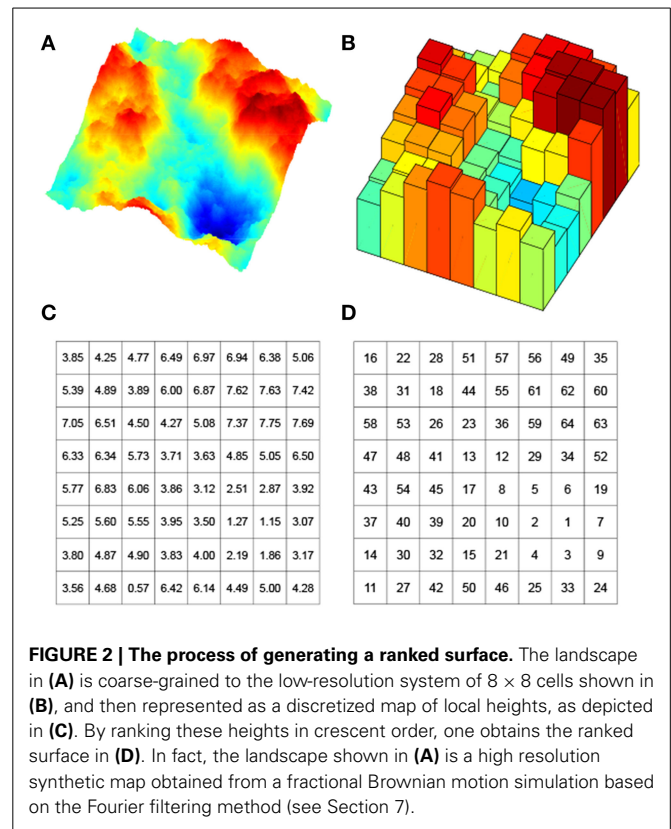 A
B
C
D
3.85 4.25 4.77 6.49 6.97 6.94 6.38 5.06
5.39 4.89 3.89 6.00 6.87 7.62 7.63 7.42
7.05 6.51 4.50 4.27 5.08 7.37 7.75 7.69
6.33 6.34 5.73 3.71 3.63 4.85 5.05 6.50
5.77 6.83 6.06 3.86 3.12 2.51 2.87 3.92
5.25 5.60 5.55 3.95 3.50 1.27 1.15 3.07
3.80 4.87 4.90 3.83 4.00 2.19 1.86 3.17
3.56 4.68 0.57 6.42 6.14 4.49 5.00 4.28
16 22 28 51 57 56 49 35
38 31 18 44 55 61 62 60
58 53 26 23 36 59 64 63
47 48 41 13 12 29 34 52
43 54 45 17 8 5 6 19
37 40 39 20 10 2 1 7
14 30 32 15 21 4 3 9
11 27 42 50 46 25 33 24
FIGURE 2 | The process of generating a ranked surface. The landscape
in (A) is coarse-grained to the low-resolution system of 8 × 8 cells shown in
(B), and then represented as a discretized map of local heights, as depicted
in (C). By ranking these heights in crescent order, one obtains the ranked
surface in (D). In fact, the landscape shown in (A) is a high resolution
synthetic map obtained from a fractional Brownian motion simulation based
on the Fourier filtering method (see Section 7).